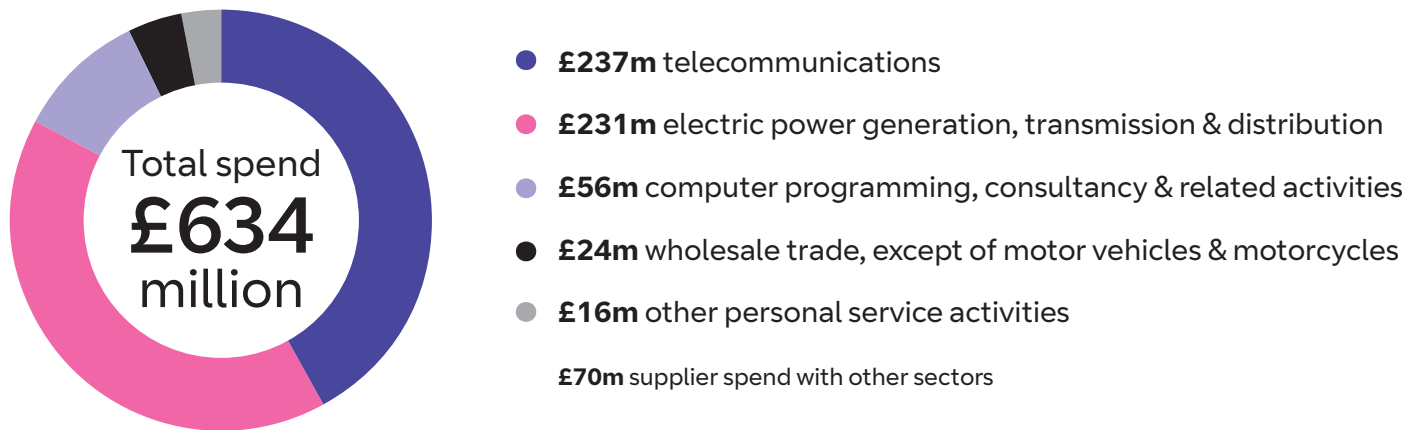 Total spend
£634
million
£237m telecommunications
£231m electric power generation, transmission & distribution
£56m computer programming, consultancy & related activities
£24m wholesale trade, except of motor vehicles & motorcycles
£16m other personal service activities
£70m supplier spend with other sectors